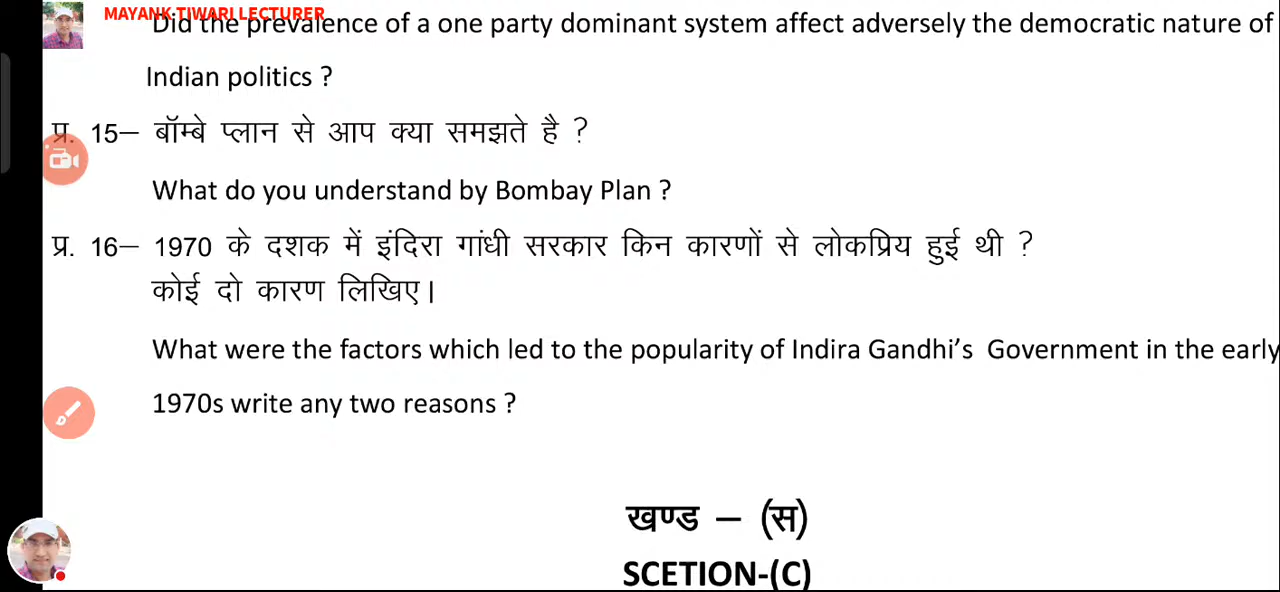 MAYANK TIWARI LECTURER
Did the prevalence of a one party dominant system affect adversely the democratic nature of
Indian politics ?
प्र. 15– बॉम्बे प्लान से आप क्या समझते है ?
What do you understand by Bombay Plan ?
प्र. 16– 1970 के दशक में इंदिरा गांधी सरकार किन कारणों से लोकप्रिय हुई थी ?
कोई दो कारण लिखिए।
What were the factors which led to the popularity of Indira Gandhi’s Government in the early
1970s write any two reasons ?
खण्ड – (स)
SCETION-(C)